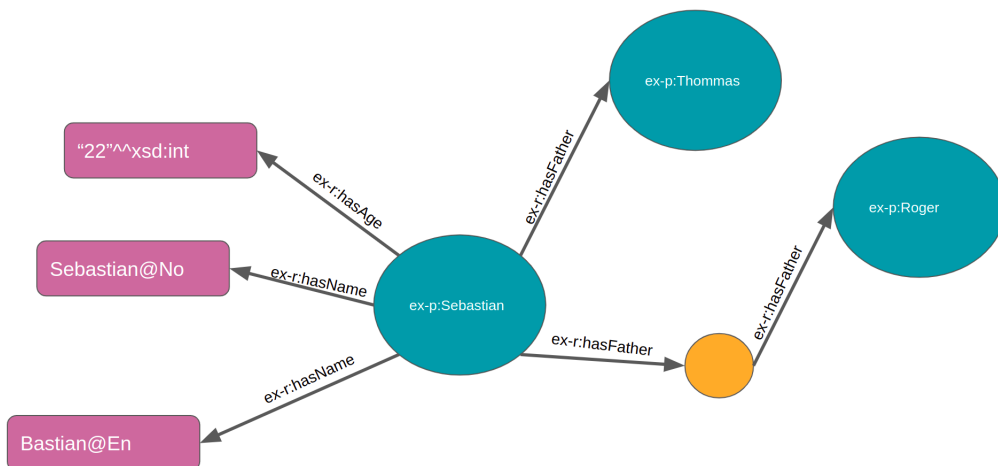 ex-p:Thommas
“22”^^xsd:int
ex-r:hasFather
ex-r:hasAge
ex-p:Roger
Sebastian@No
ex-r:hasName
ex-p:Sebastian
ex-r:hasFather
ex-r:hasFather
ex-r:hasName
Bastian@En